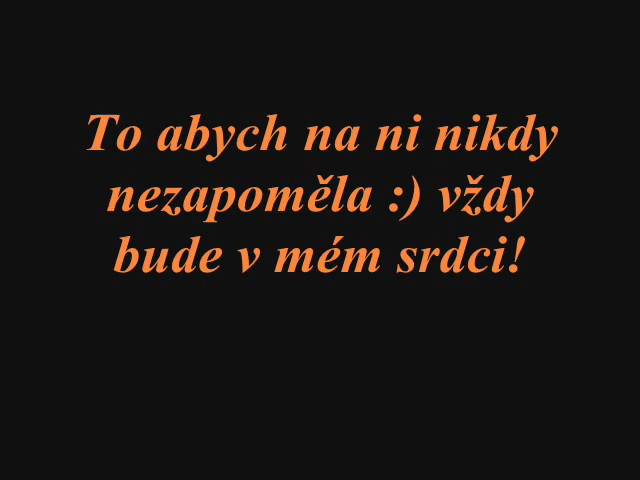 To abych na ni nikdy
nezapoměla :) vždy
bude v mém srdci!